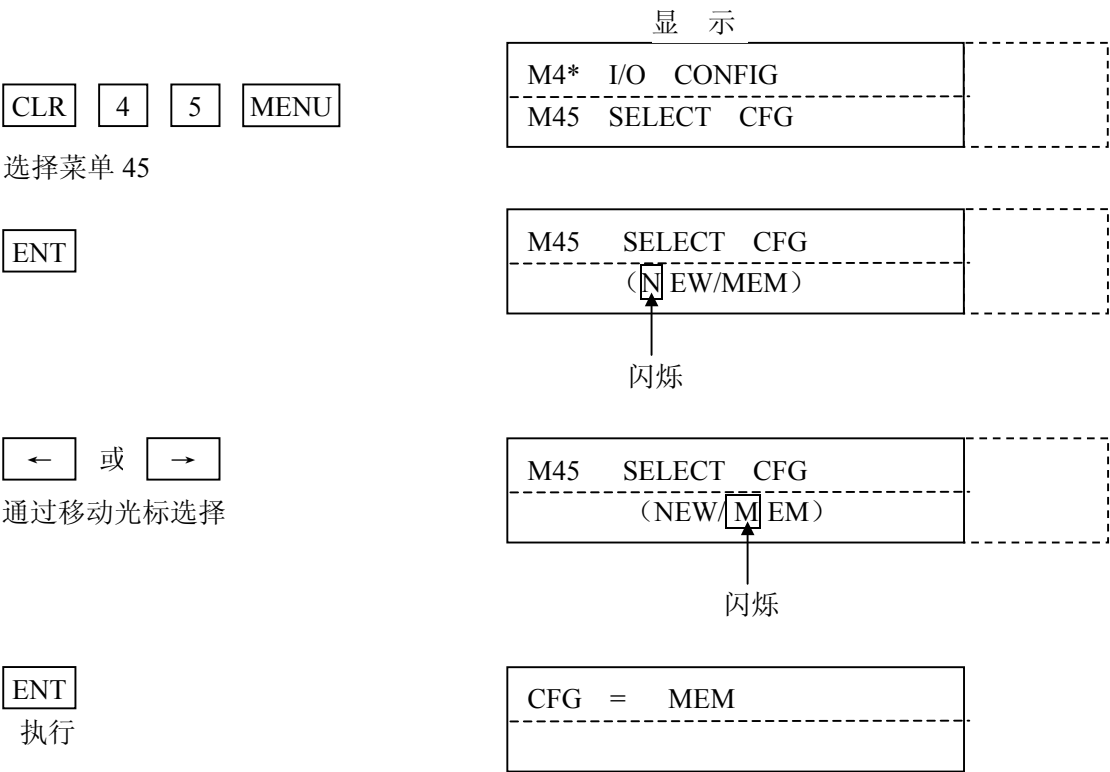 显 示
CLR 4 5 MENU
选择菜单 45
M4* I/O CONFIG
M45 SELECT CFG
ENT
M45 SELECT CFG
（NEW/MEM）
闪烁
← 或 →
通过移动光标选择
M45 SELECT CFG
（NEW/MEM）
闪烁
ENT
执行
CFG = MEM